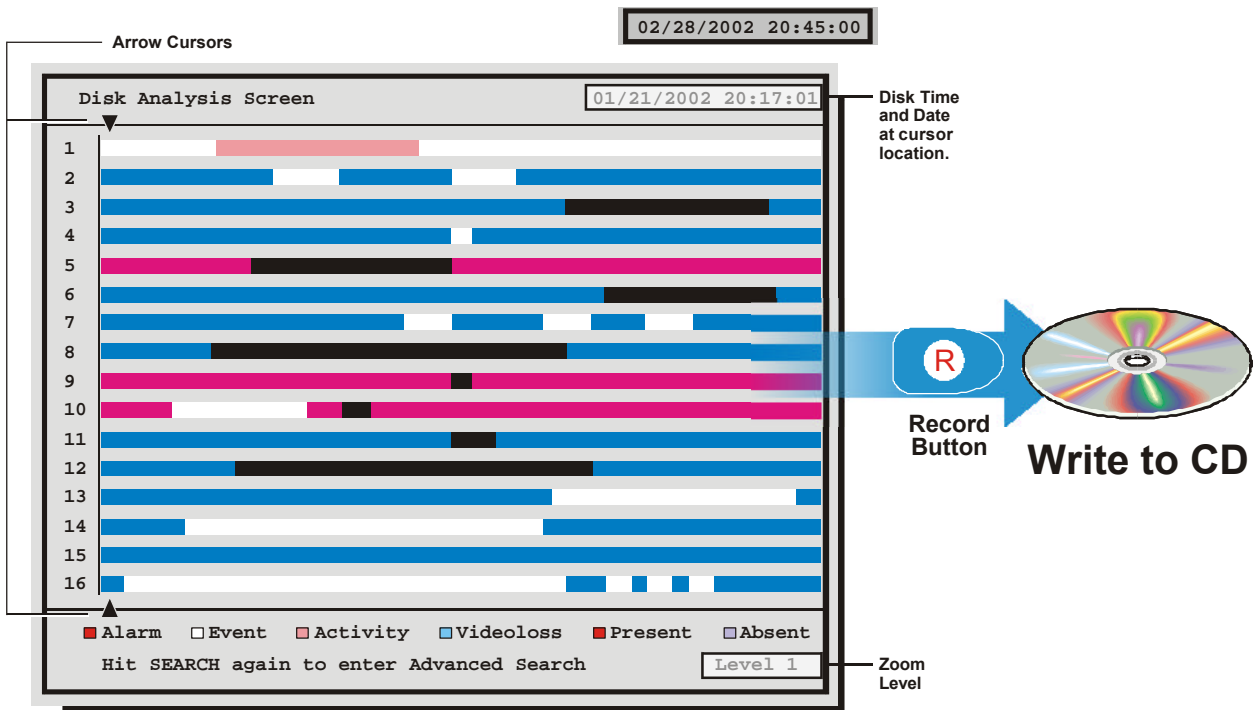 02/28/2002 20:45:00
Arrow Cursors
Disk Analysis Screen
01/21/2002 20:17:01
Disk Time
and Date
at cursor
location.
1
2
3
4
5
6
7
8
9
10
11
12
13
14
15
16
R
Record
Button
Write to CD
Alarm Event Activity Videoloss Present Absent
Hit SEARCH again to enter Advanced Search
Level 1
Zoom
Level